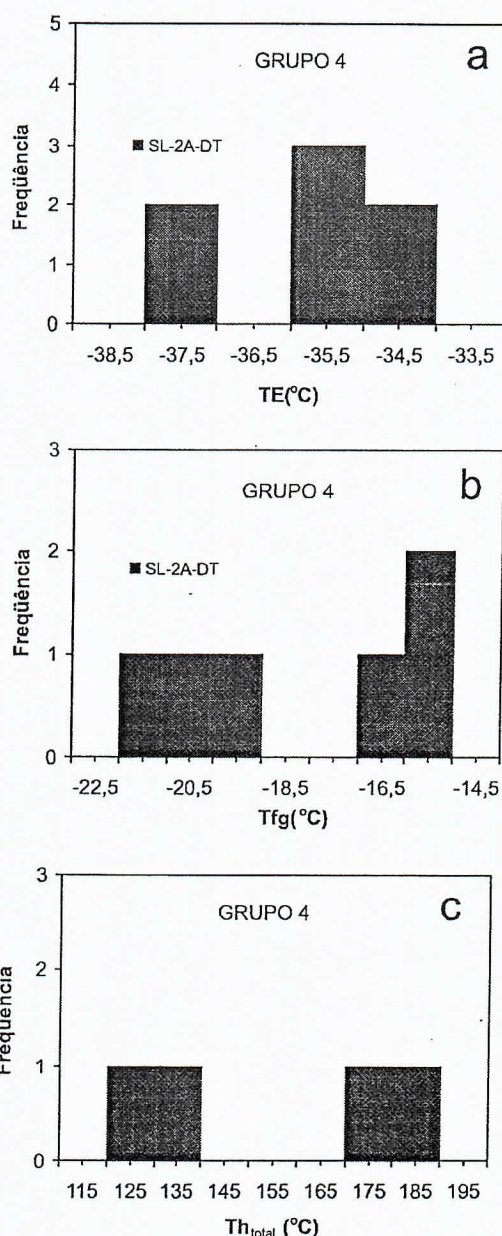 a
GRUPO 4
SL-2A-DT
Freqüência
5
4
3
2
1
0
-38,5 -37,5 -36,5 -35,5 -34,5 -33,5
TE(°C)
b
GRUPO 4
SL-2A-DT
Freqüência
3
2
1
0
-22,5 -20,5 -18,5 -16,5 -14,5
Tfg(°C)
c
GRUPO 4
Freqüência
3
2
1
0
115 125 135 145 155 165 175 185 195
Th total (°C)